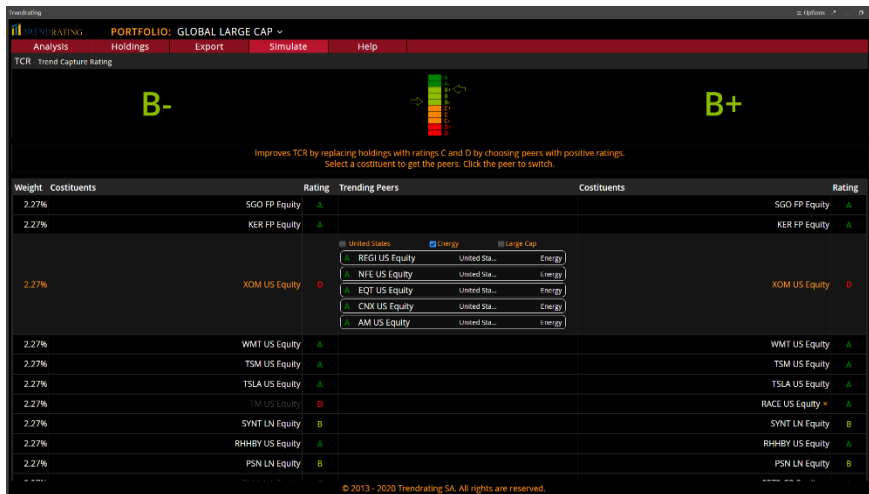 Trendrating
Options
TRENDRATING PORTFOLIO: GLOBAL LARGE CAP
Analysis Holdings Export Simulate Help
TCR - Trend Capture Rating
B-
B+
Improves TCR by replacing holdings with ratings C and D by choosing peers with positive ratings.
Select a costituent to get the peers. Click the peer to switch.
Weight Costituents Rating Trending Peers Costituents Rating
2.27% SGO FP Equity A SGO FP Equity A
2.27% KER FP Equity A KER FP Equity A
United States Energy Large Cap
A REGI US Equity United Sta... Energy
A NFE US Equity United Sta... Energy
2.27% XOM US Equity D A EQT US Equity United Sta... Energy XOM US Equity D
A CNX US Equity United Sta... Energy
A AM US Equity United Sta... Energy
2.27% WMT US Equity A WMT US Equity A
2.27% TSM US Equity A TSM US Equity A
2.27% TSLA US Equity A TSLA US Equity A
2.27% TM US Equity D RACE US Equity × A
2.27% SYNT LN Equity B SYNT LN Equity B
2.27% RHHBY US Equity A RHHBY US Equity A
2.27% PSN LN Equity B PSN LN Equity B
© 2013 - 2020 Trendrating SA. All rights are reserved.